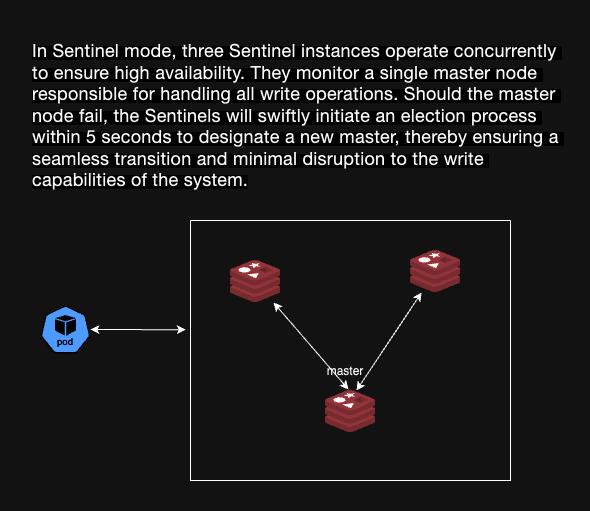 In Sentinel mode, three Sentinel instances operate concurrently
to ensure high availability. They monitor a single master node
responsible for handling all write operations. Should the master
node fail, the Sentinels will swiftly initiate an election process
within 5 seconds to designate a new master, thereby ensuring a
seamless transition and minimal disruption to the write
capabilities of the system.
pod
master